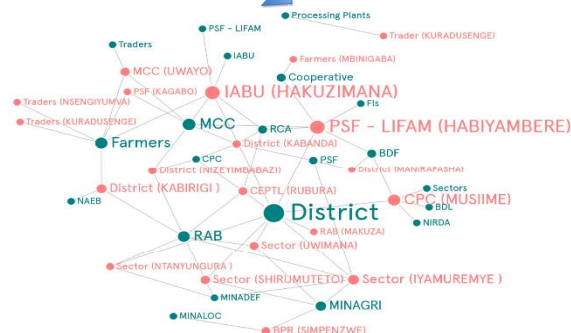 Processing Plants
PSF - LIFAM
Trader (KURADUSENGE)
Traders
IABU
Farmers (MBINIGABA)
MCC (UWAYO)
Cooperative
PSF (KAGABO)
IABU (HAKUZIMANA)
Traders (NSENGIYUMVA)
FIs
Traders (KURADUSENGE)
MCC
RCA
PSF - LIFAM (HABIYAMBERE)
Farmers
District (KABANDA)
BDF
CPC
PSF
District (NIZEYIMBABAZI)
District (MANIRAFASHA)
District (KABIRIGI )
CEPTL (RUBURA)
Sectors
NAEB
CPC (MUSIIME)
BDL
District
NIRDA
RAB
RAB (MAKUZA)
Sector (UWIMANA)
Sector (NTANYUNGURA )
Sector (SHIRUMUTETO)
Sector (IYAMUREMYE )
MINADEF
MINAGRI
MINALOC
BPR (SIMPENZWE)